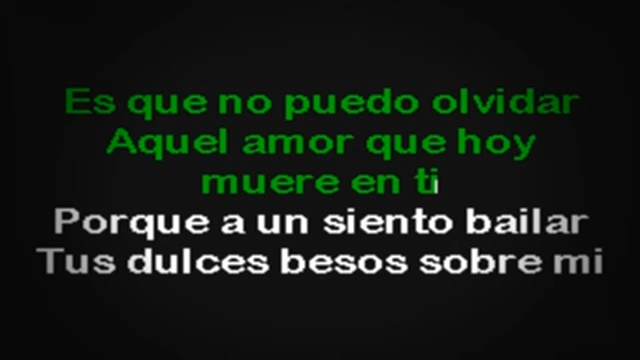 Es que no puedo olvidar
Aquel amor que hoy
muere en ti
Porque a un siento bailar
Tus dulces besos sobre mi